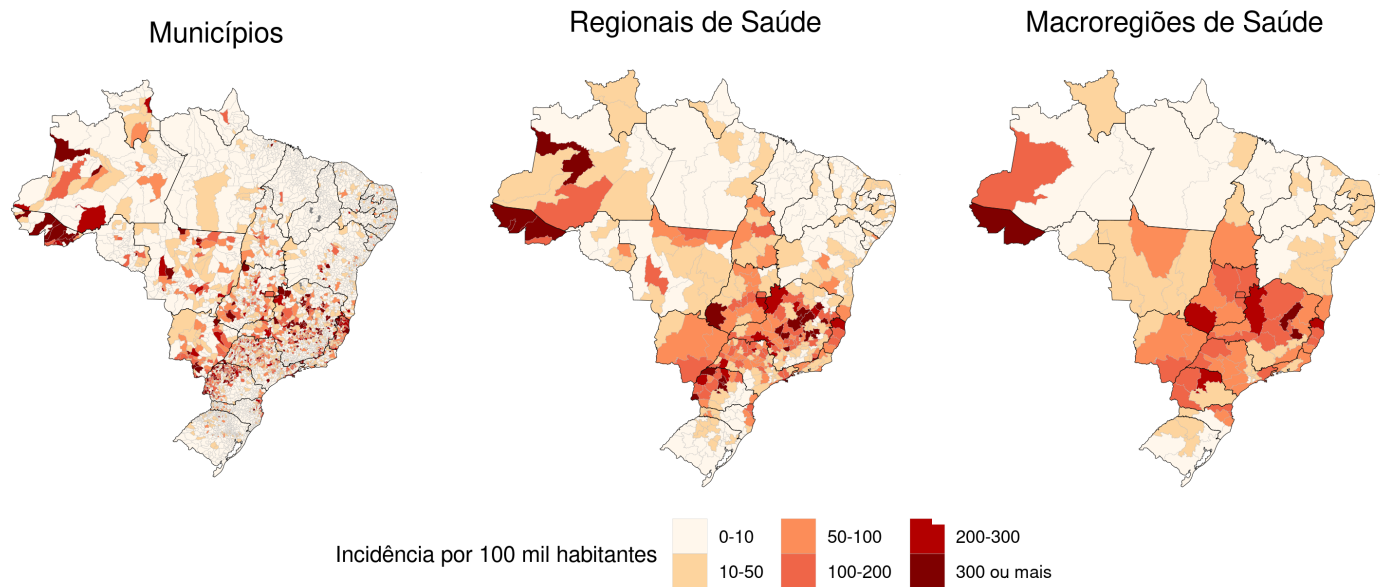 Municípios
Regionais de Saúde
Macroregiões de Saúde
Incidência por 100 mil habitantes
0-10
50-100
200-300
10-50
100-200
300 ou mais